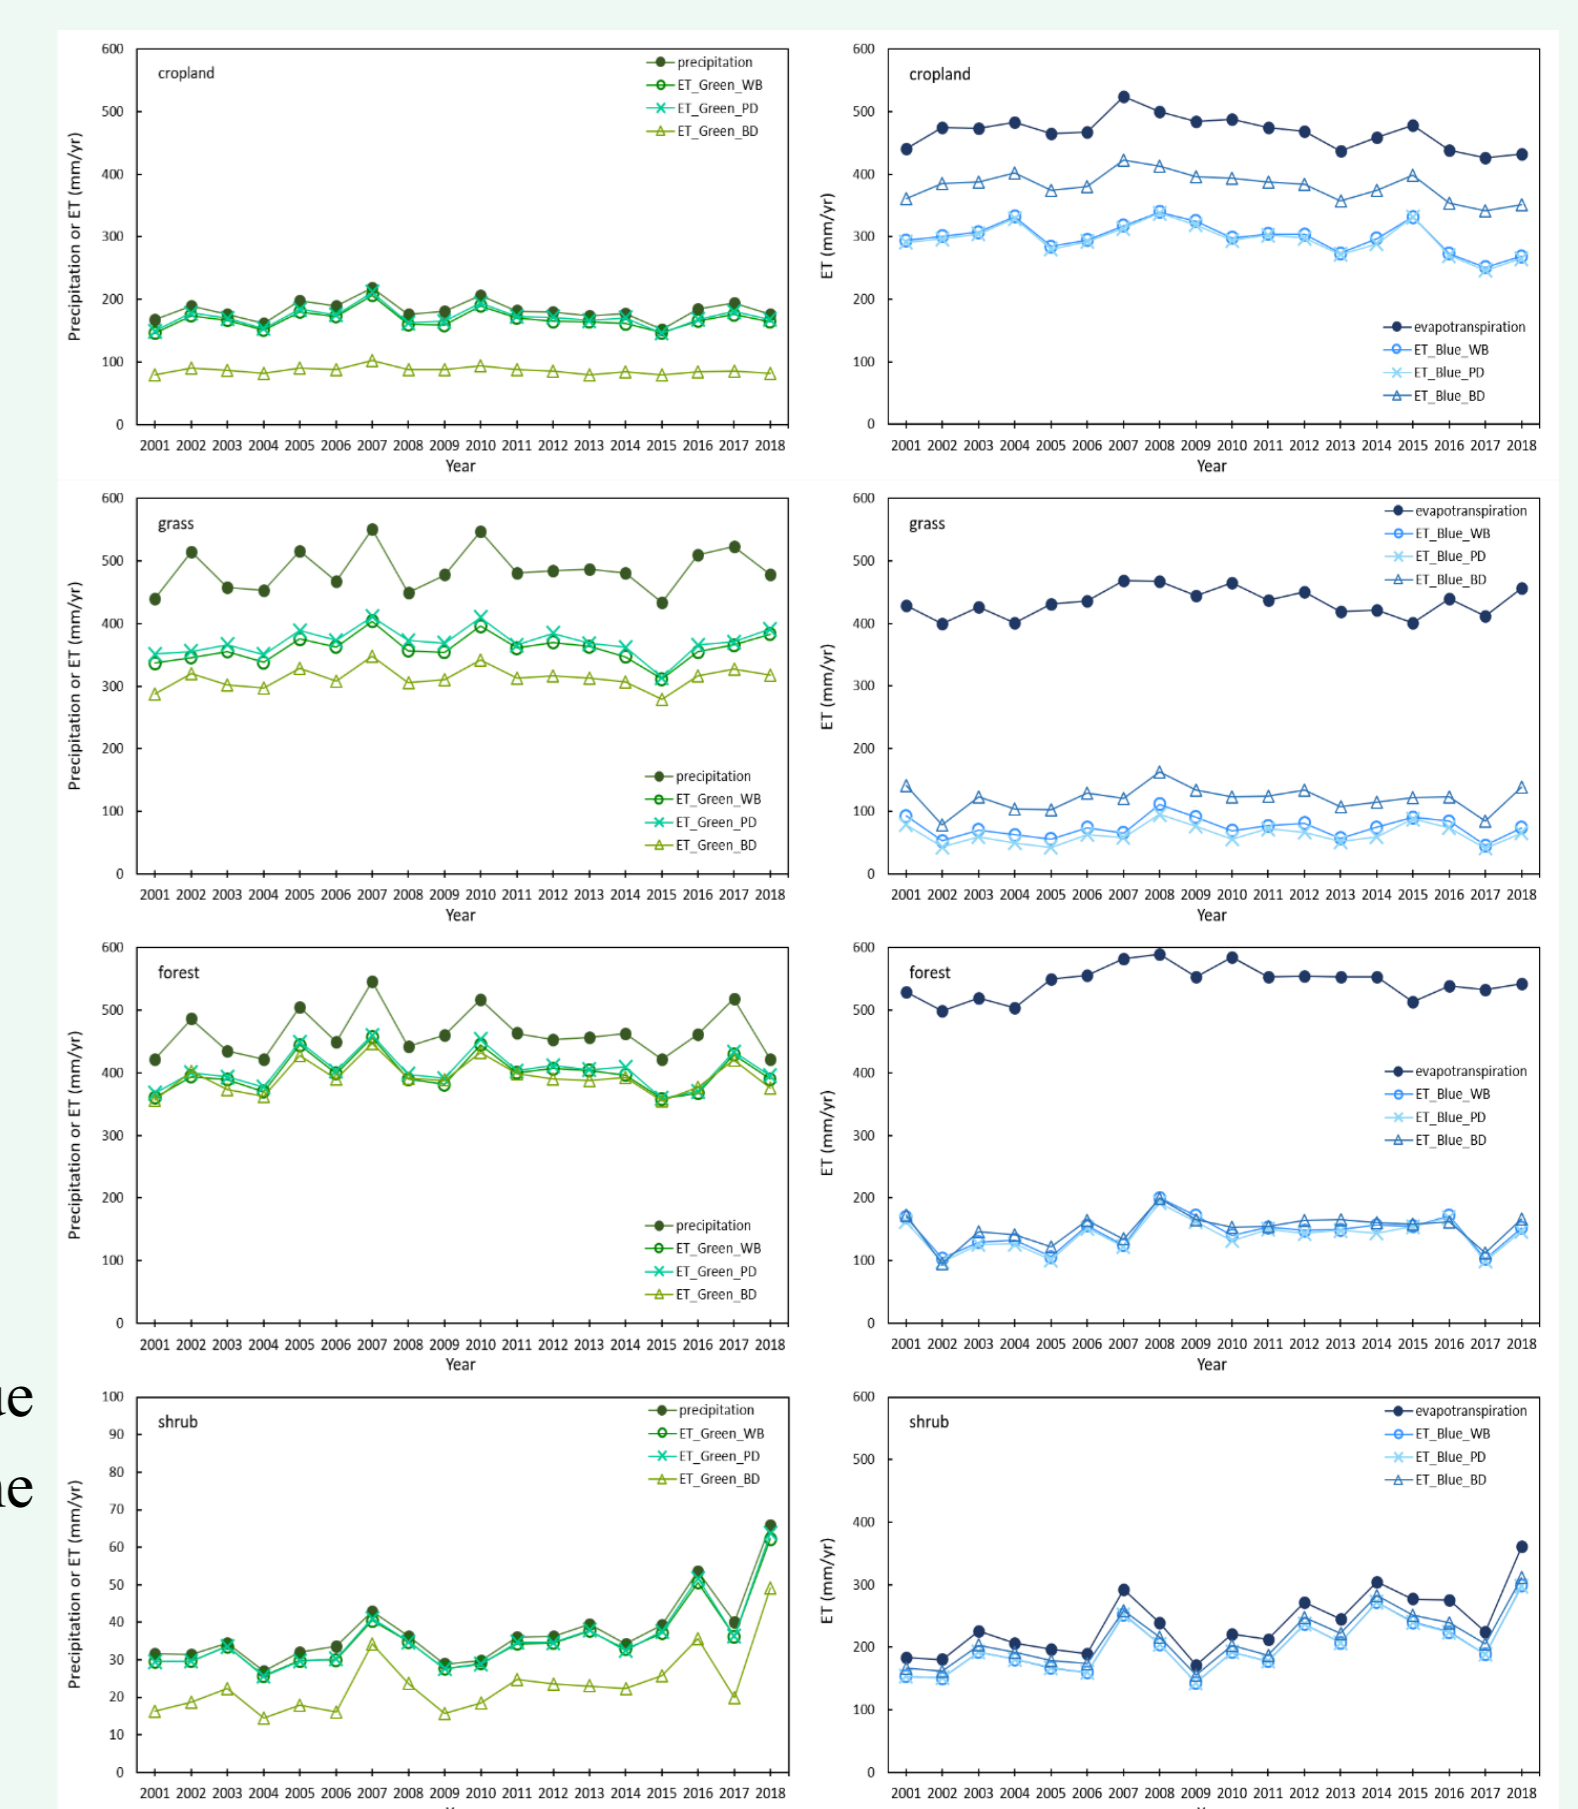 cropland
precipitation
ET_Green_WB
ET_Green_PD
ET_Green_BD
Precipitation or ET (mm/yr)
600
500
400
300
200
100
0
2001 2002 2003 2004 2005 2006 2007 2008 2009 2010 2011 2012 2013 2014 2015 2016 2017 2018
Year
cropland
evapotranspiration
ET_Blue_WB
ET_Blue_PD
ET_Blue_BD
ET (mm/yr)
600
500
400
300
200
100
0
2001 2002 2003 2004 2005 2006 2007 2008 2009 2010 2011 2012 2013 2014 2015 2016 2017 2018
Year
grass
precipitation
ET_Green_WB
ET_Green_PD
ET_Green_BD
Precipitation or ET (mm/yr)
600
500
400
300
200
100
0
2001 2002 2003 2004 2005 2006 2007 2008 2009 2010 2011 2012 2013 2014 2015 2016 2017 2018
Year
grass
evapotranspiration
ET_Blue_WB
ET_Blue_PD
ET_Blue_BD
ET (mm/yr)
600
500
400
300
200
100
0
2001 2002 2003 2004 2005 2006 2007 2008 2009 2010 2011 2012 2013 2014 2015 2016 2017 2018
Year
forest
precipitation
ET_Green_WB
ET_Green_PD
ET_Green_BD
Precipitation or ET (mm/yr)
600
500
400
300
200
100
0
2001 2002 2003 2004 2005 2006 2007 2008 2009 2010 2011 2012 2013 2014 2015 2016 2017 2018
Year
forest
evapotranspiration
ET_Blue_WB
ET_Blue_PD
ET_Blue_BD
ET (mm/yr)
600
500
400
300
200
100
0
2001 2002 2003 2004 2005 2006 2007 2008 2009 2010 2011 2012 2013 2014 2015 2016 2017 2018
Year
shrub
precipitation
ET_Green_WB
ET_Green_PD
ET_Green_BD
Precipitation or ET (mm/yr)
100
90
80
70
60
50
40
30
20
10
0
2001 2002 2003 2004 2005 2006 2007 2008 2009 2010 2011 2012 2013 2014 2015 2016 2017 2018
shrub
evapotranspiration
ET_Blue_WB
ET_Blue_PD
ET_Blue_BD
ET (mm/yr)
600
500
400
300
200
100
0
2001 2002 2003 2004 2005 2006 2007 2008 2009 2010 2011 2012 2013 2014 2015 2016 2017 2018